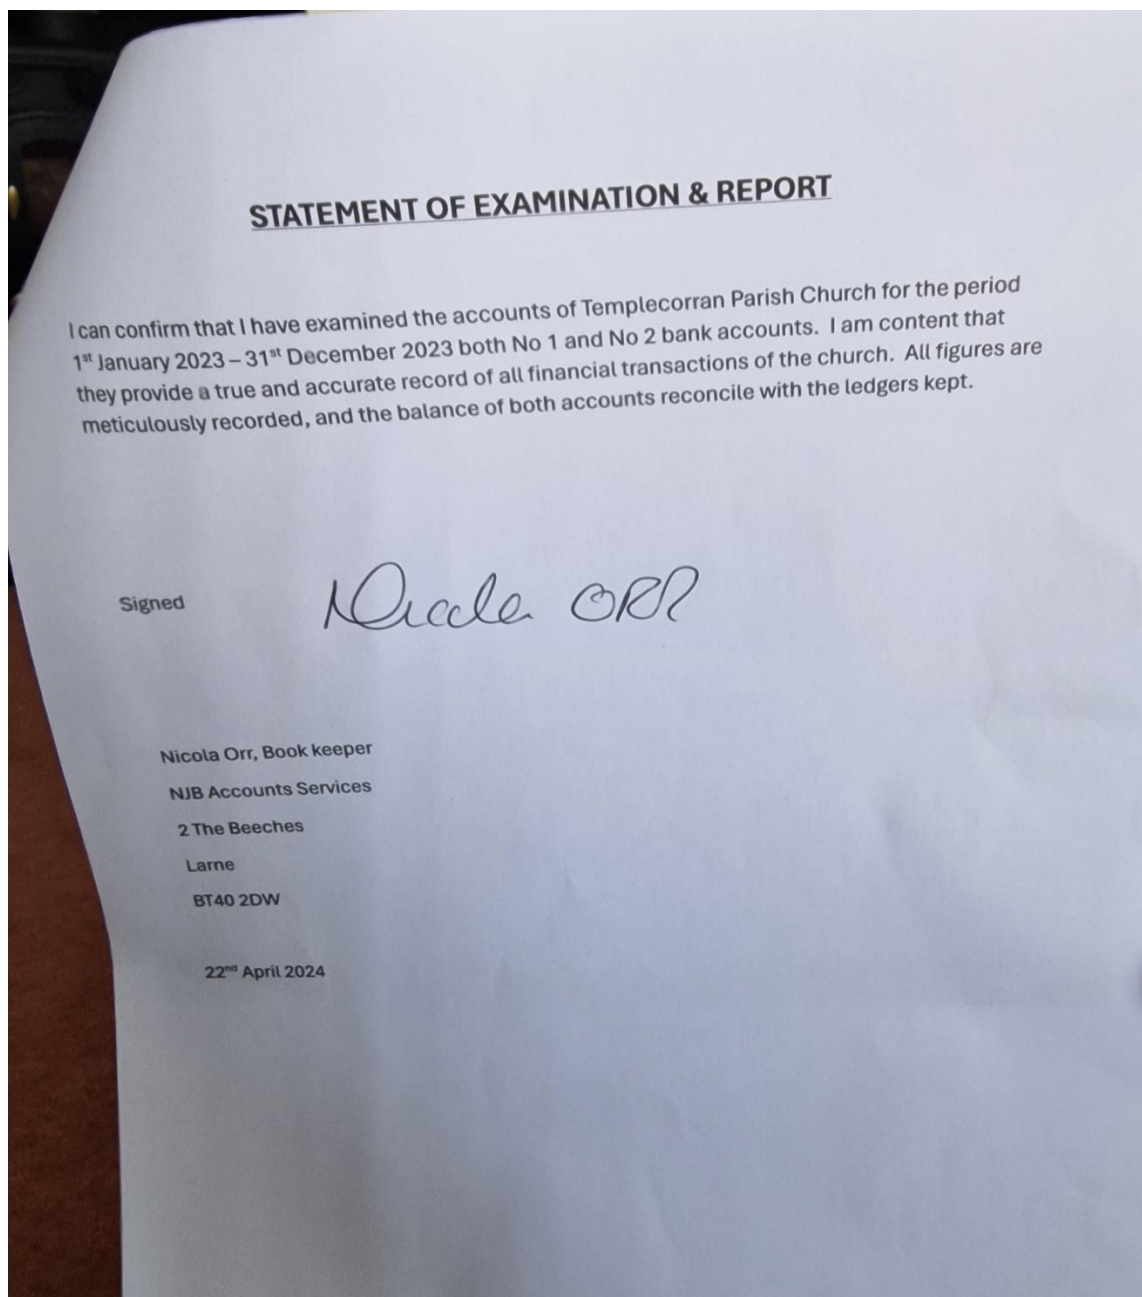 STATEMENT OF EXAMINATION & REPORT
I can confirm that I have examined the accounts of Templecorran Parish Church for the period
1st January 2023 – 31st December 2023 both No 1 and No 2 bank accounts. I am content that
they provide a true and accurate record of all financial transactions of the church. All figures are
meticulously recorded, and the balance of both accounts reconcile with the ledgers kept.
Signed Nicola ORR
Nicola Orr, Book keeper
NJB Accounts Services
2 The Beeches
Larne
BT40 2DW
22nd April 2024